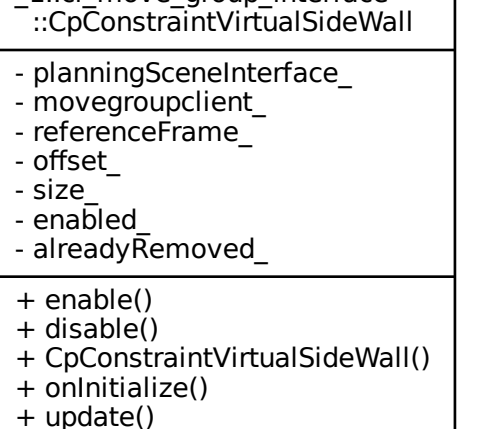 ::CpConstraintVirtualSideWall
- planningSceneInterface_
- movegroupclient_
- referenceFrame_
- offset_
- size_
- enabled_
- alreadyRemoved_
+ enable()
+ disable()
+ CpConstraintVirtualSideWall()
+ onInitialize()
+ update()